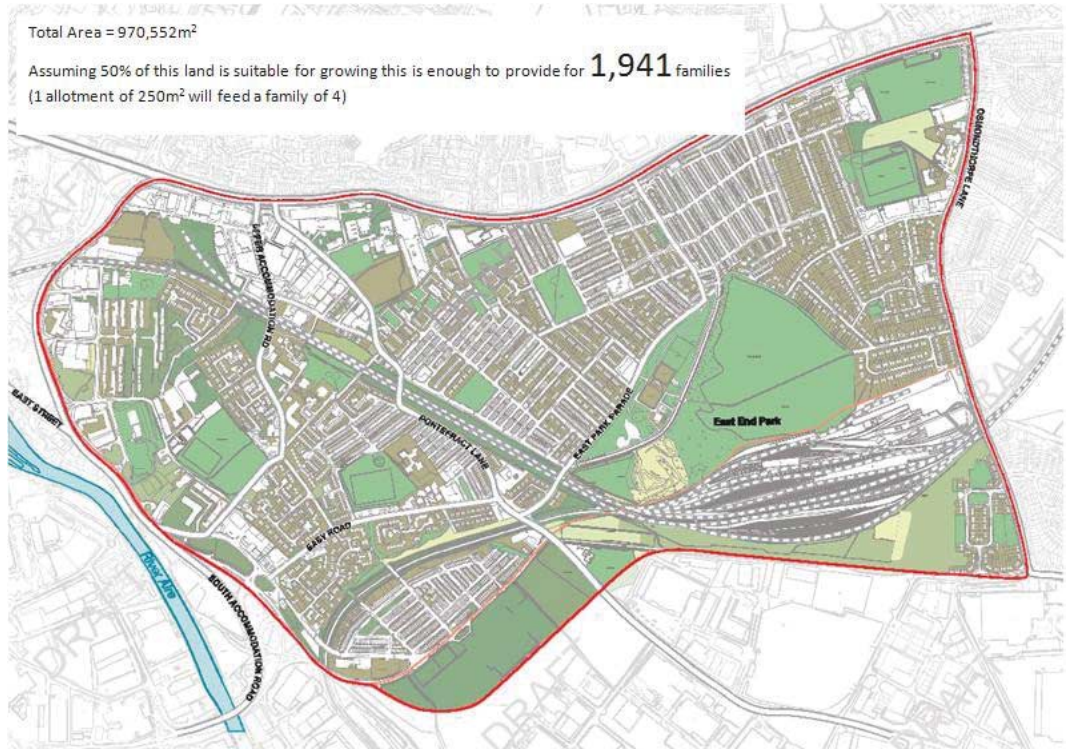 Total Area = 970,552m²
Assuming 50% of this land is suitable for growing this is enough to provide for 1,941 families
(1 allotment of 250m² will feed a family of 4)
OSMONDTHORPE LANE
UPPER ACCOMMODATION RD
EAST STREET
PONTEFRACT LANE
EAST PARK PARADE
East End Park
EASY ROAD
River Aire
SOUTH ACCOMMODATION ROAD
DRAFT
DRAFT
DRAFT
DRAFT